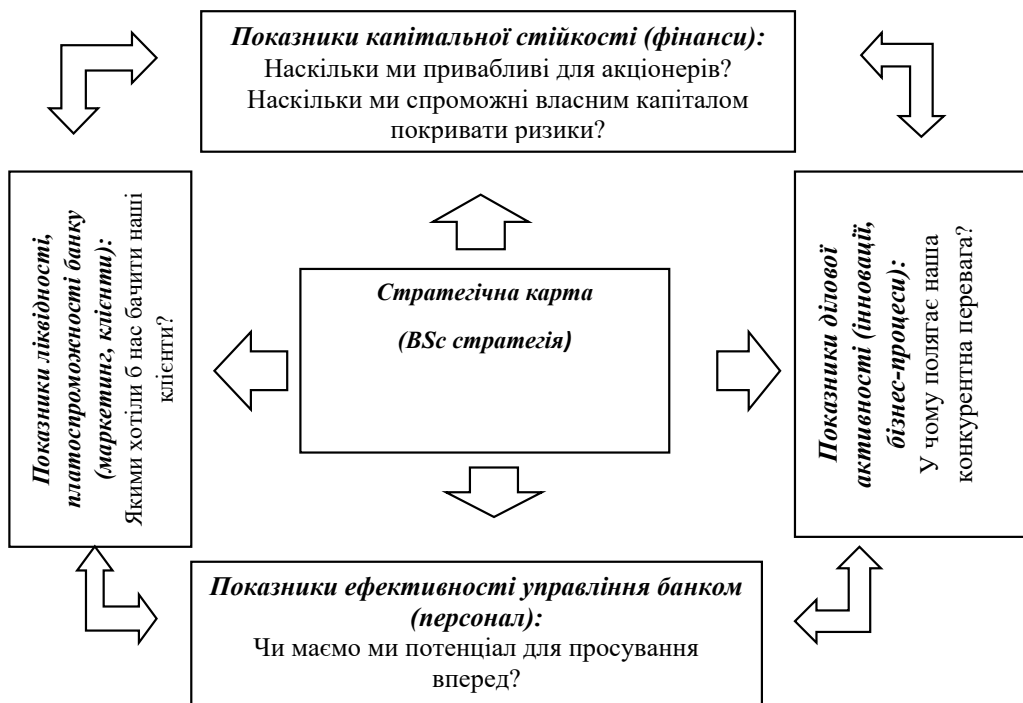 Показники капітальної стійкості (фінанси):
Наскільки ми привабливі для акціонерів?
Наскільки ми спроможні власним капіталом
покривати ризики?
Показники ліквідності,
платоспроможності банку
(маркетинг, клієнти):
Якими хотіли б нас бачити наші
клієнти?
Стратегічна карта
(BSc стратегія)
Показники ділової
активності (інновації,
бізнес-процеси):
У чому полягає наша
конкурентна перевага?
Показники ефективності управління банком
(персонал):
Чи маємо ми потенціал для просування
вперед?